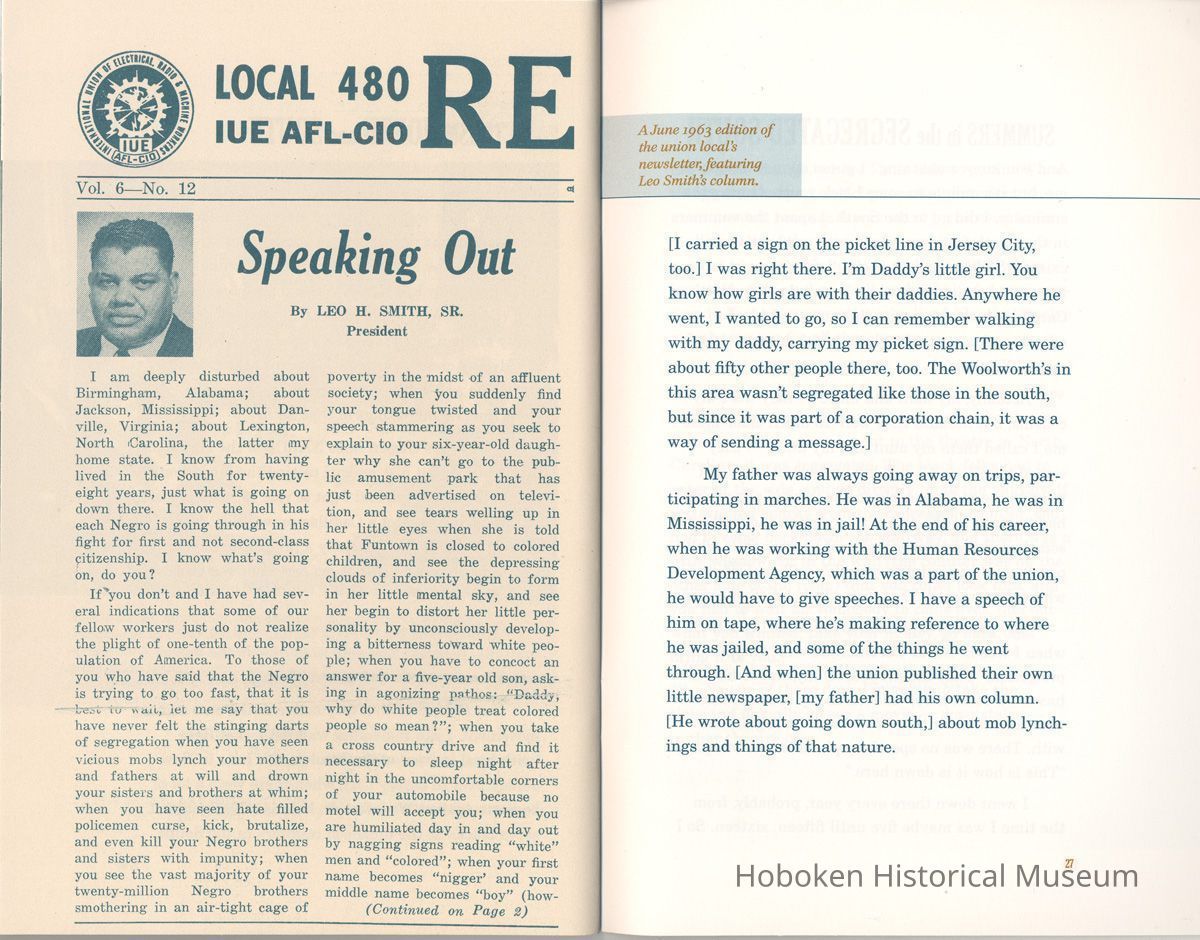 INTERNATIONAL UNION OF ELECTRICAL, RADIO & MACHINE WORKERS
IUE
AFL-CIO
LOCAL 480
IUE AFL-CIO
RE
Vol. 6—No. 12
Speaking Out
By LEO H. SMITH, SR.
President
I am deeply disturbed about
Birmingham, Alabama; about
Jackson, Mississippi; about Dan-
ville, Virginia; about Lexington,
North Carolina, the latter my
home state. I know from having
lived in the South for twenty-
eight years, just what is going on
down there. I know the hell that
each Negro is going through in his
fight for first and not second-class
citizenship. I know what's going
on, do you?
If you don't and I have had sev-
eral indications that some of our
fellow workers just do not realize
the plight of one-tenth of the pop-
ulation of America. To those of
you who have said that the Negro
is trying to go too fast, that it is
best to wait, let me say that you
have never felt the stinging darts
of segregation when you have seen
vicious mobs lynch your mothers
and fathers at will and drown
your sisters and brothers at whim;
when you have seen hate filled
policemen curse, kick, brutalize,
and even kill your Negro brothers
and sisters with impunity; when
you see the vast majority of your
twenty-million Negro brothers
smothering in an air-tight cage of
poverty in the midst of an affluent
society; when you suddenly find
your tongue twisted and your
speech stammering as you seek to
explain to your six-year-old daugh-
ter why she can't go to the pub-
lic amusement park that has
just been advertised on televi-
tion, and see tears welling up in
her little eyes when she is told
that Funtown is closed to colored
children, and see the depressing
clouds of inferiority begin to form
in her little mental sky, and see
her begin to distort her little per-
sonality by unconsciously develop-
ing a bitterness toward white peo-
ple; when you have to concoct an
answer for a five-year old son, ask-
ing in agonizing pathos: "Daddy,
why do white people treat colored
people so mean?"; when you take
a cross country drive and find it
necessary to sleep night after
night in the uncomfortable corners
of your automobile because no
motel will accept you; when you
are humiliated day in and day out
by nagging signs reading "white"
men and "colored"; when your first
name becomes "nigger' and your
middle name becomes "boy" (how-
(Continued on Page 2)
A June 1963 edition of
the union local's
newsletter, featuring
Leo Smith's column.
[I carried a sign on the picket line in Jersey City,
too.] I was right there. I'm Daddy's little girl. You
know how girls are with their daddies. Anywhere he
went, I wanted to go, so I can remember walking
with my daddy, carrying my picket sign. [There were
about fifty other people there, too. The Woolworth's in
this area wasn't segregated like those in the south,
but since it was part of a corporation chain, it was a
way of sending a message.]
My father was always going away on trips, par-
ticipating in marches. He was in Alabama, he was in
Mississippi, he was in jail! At the end of his career,
when he was working with the Human Resources
Development Agency, which was a part of the union,
he would have to give speeches. I have a speech of
him on tape, where he's making reference to where
he was jailed, and some of the things he went
through. [And when] the union published their own
little newspaper, [my father] had his own column.
[He wrote about going down south,] about mob lynch-
ings and things of that nature.
27
Hoboken Historical Museum